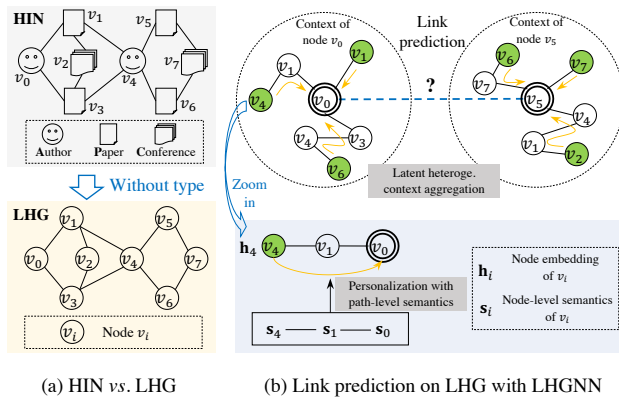 HIN
v1
v5
v0
v2
v4
v7
v3
v6
Author Paper Conference
Without type
LHG
v1
v5
v0
v2
v4
v7
v3
v6
vi Node vi
(a) HIN vs. LHG
Context of
node v0
Link
prediction
Context of
node v5
v1
v1
v4
v0
v4
v3
v6
?
v6
v7
v7
v5
v4
v1
v2
Latent heteroge.
context aggregation
Zoom
in
h4 v4 v1 v0
Personalization with
path-level semantics
s4 — s1 — s0
hi Node embedding
of vi
si Node-level semantics
of vi
(b) Link prediction on LHG with LHGNN